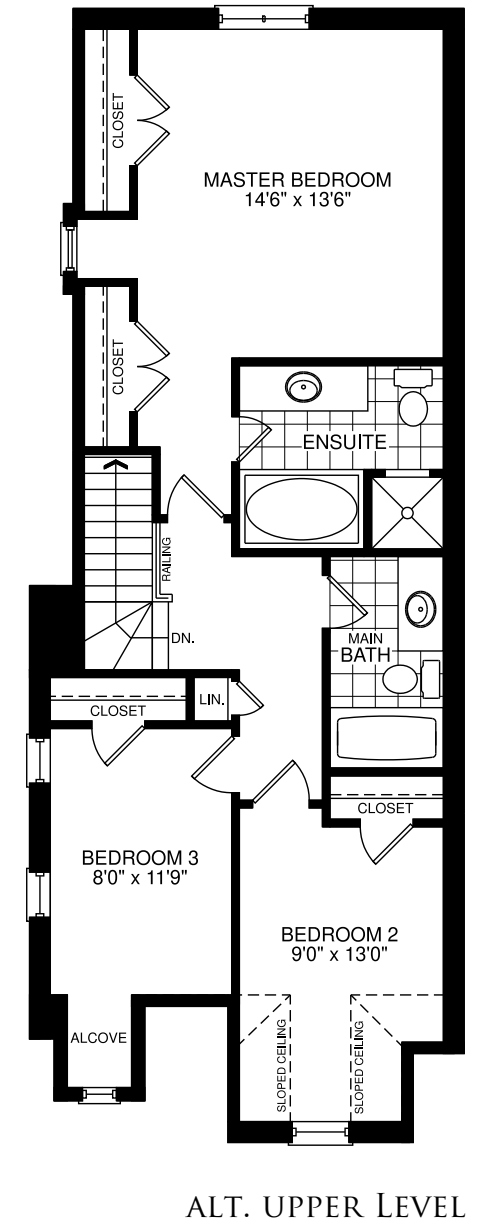 CLOSET
MASTER BEDROOM
14'6" x 13'6"
CLOSET
ENSUITE
RAILING
DN.
MAIN
BATH
LIN.
CLOSET
CLOSET
BEDROOM 3
8'0" x 11'9"
BEDROOM 2
9'0" x 13'0"
ALCOVE
SLOPED CEILING
SLOPED CEILING
ALT. UPPER LEVEL